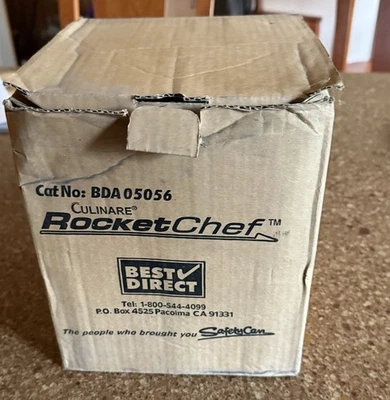 Cat No: BDA 05056
CULINARE®
RocketChef™
BEST
DIRECT
Tel: 1-800-544-4099
P.O. Box 4525 Pacoima CA 91331
The people who brought you SafetyCan